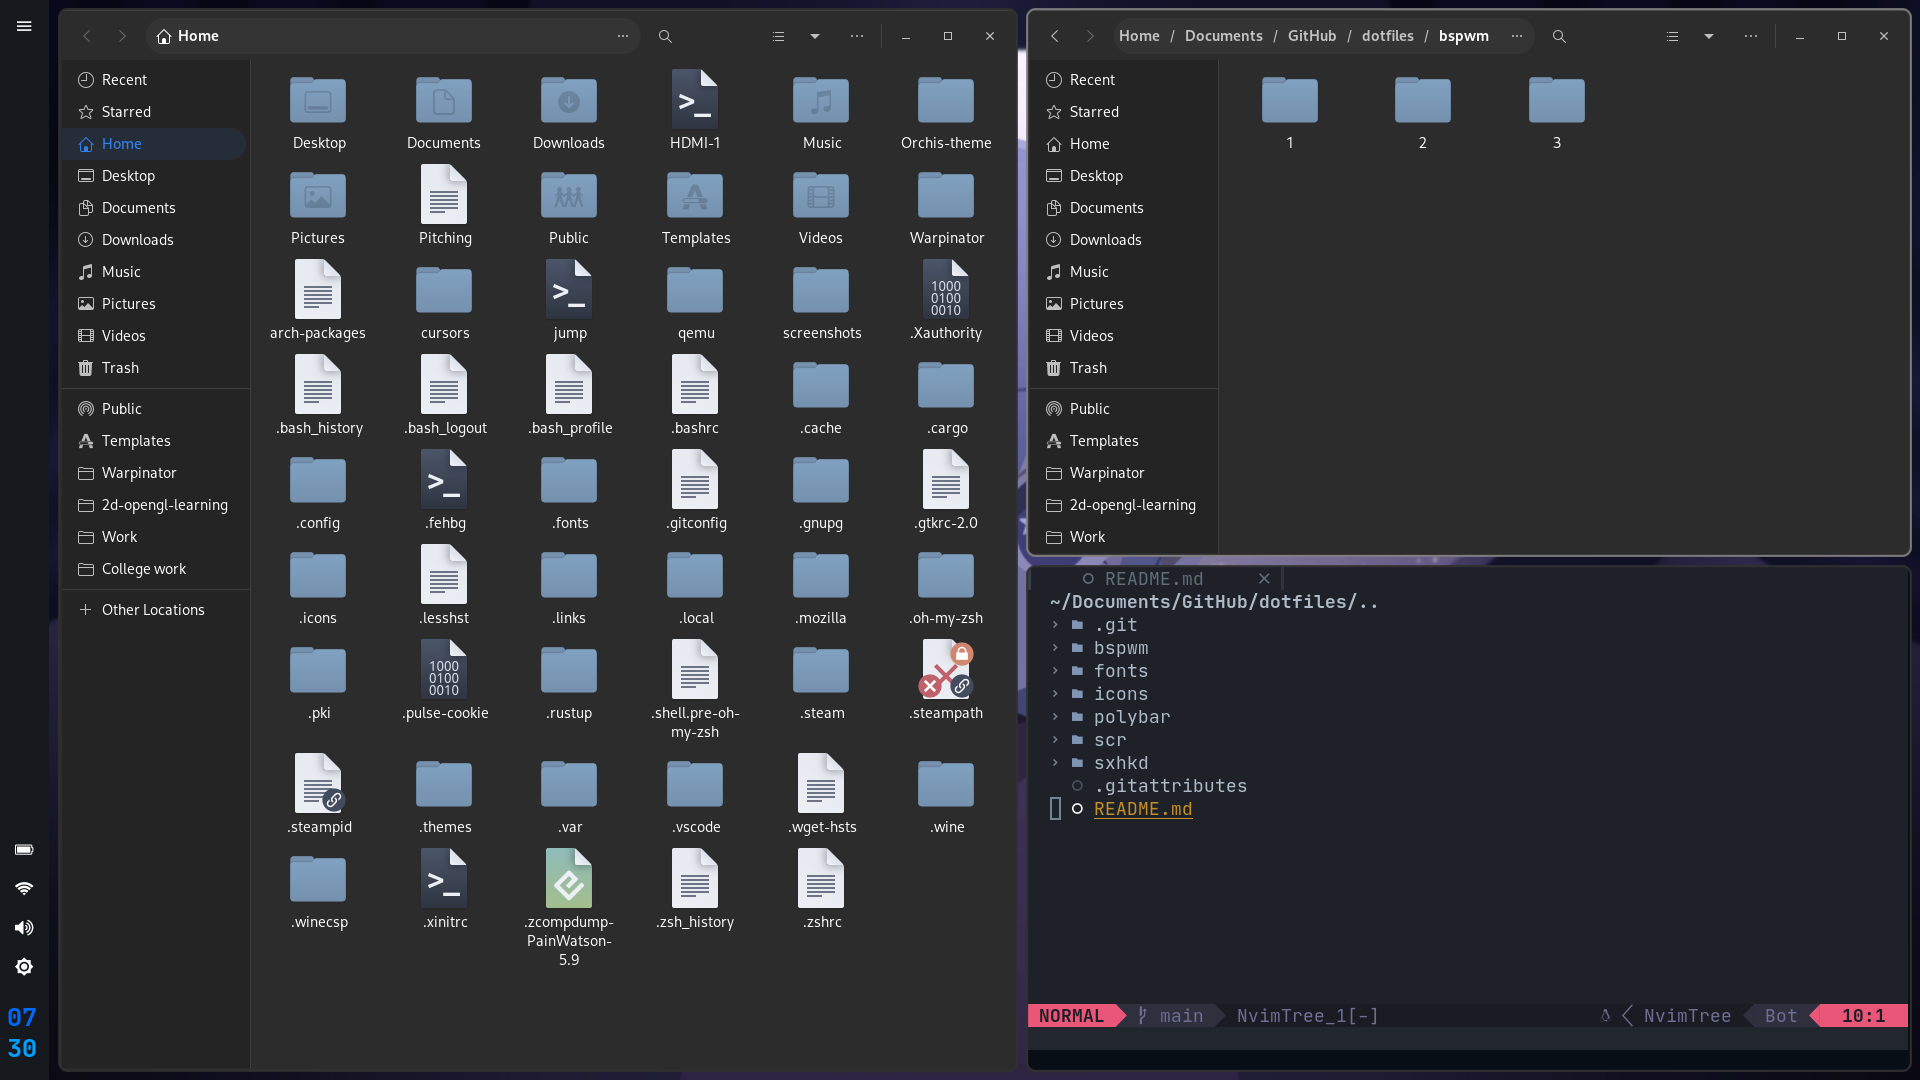 Home
Recent
Starred
Home
Desktop
Documents
Downloads
Music
Pictures
Videos
Trash
Public
Templates
Warpinator
2d-opengl-learning
Work
College work
Other Locations
Desktop Documents Downloads HDMI-1 Music Orchis-theme
Pictures Pitching Public Templates Videos Warpinator
1000
0100
0010
arch-packages cursors jump qemu screenshots .Xauthority
.bash_history .bash_logout .bash_profile .bashrc .cache .cargo
.config .fehbg .fonts .gitconfig .gnupg .gtkrc-2.0
.icons .lesshst .links .local .mozilla .oh-my-zsh
1000
0100
0010
.pki .pulse-cookie .rustup .shell.pre-oh- .steam .steampath
my-zsh
.steampid .themes .var .vscode .wget-hsts .wine
.winecsp .xinitrc .zcompdump- .zsh_history .zshrc
PainWatson-
5.9
07
30
Home / Documents / GitHub / dotfiles / bspwm
Recent
Starred
Home
Desktop
Documents
Downloads
Music
Pictures
Videos
Trash
Public
Templates
Warpinator
2d-opengl-learning
Work
1 2 3
README.md
~/Documents/GitHub/dotfiles/..
.git
bspwm
fonts
icons
polybar
scr
sxhkd
.gitattributes
README.md
NORMAL main NvimTree_1[-] NvimTree Bot 10:1